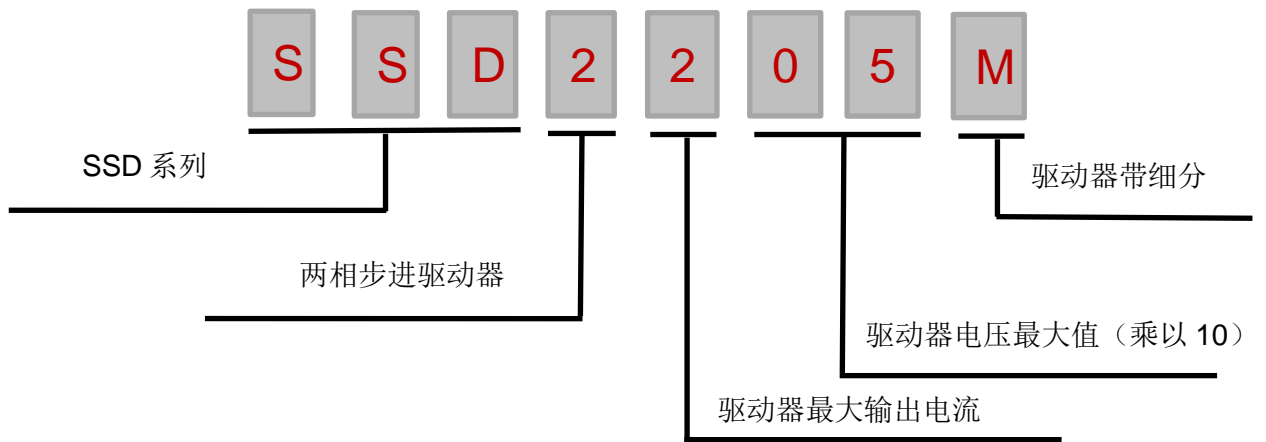 S S D 2 2 0 5 M
SSD 系列
驱动器带细分
两相步进驱动器
驱动器电压最大值（乘以 10）
驱动器最大输出电流